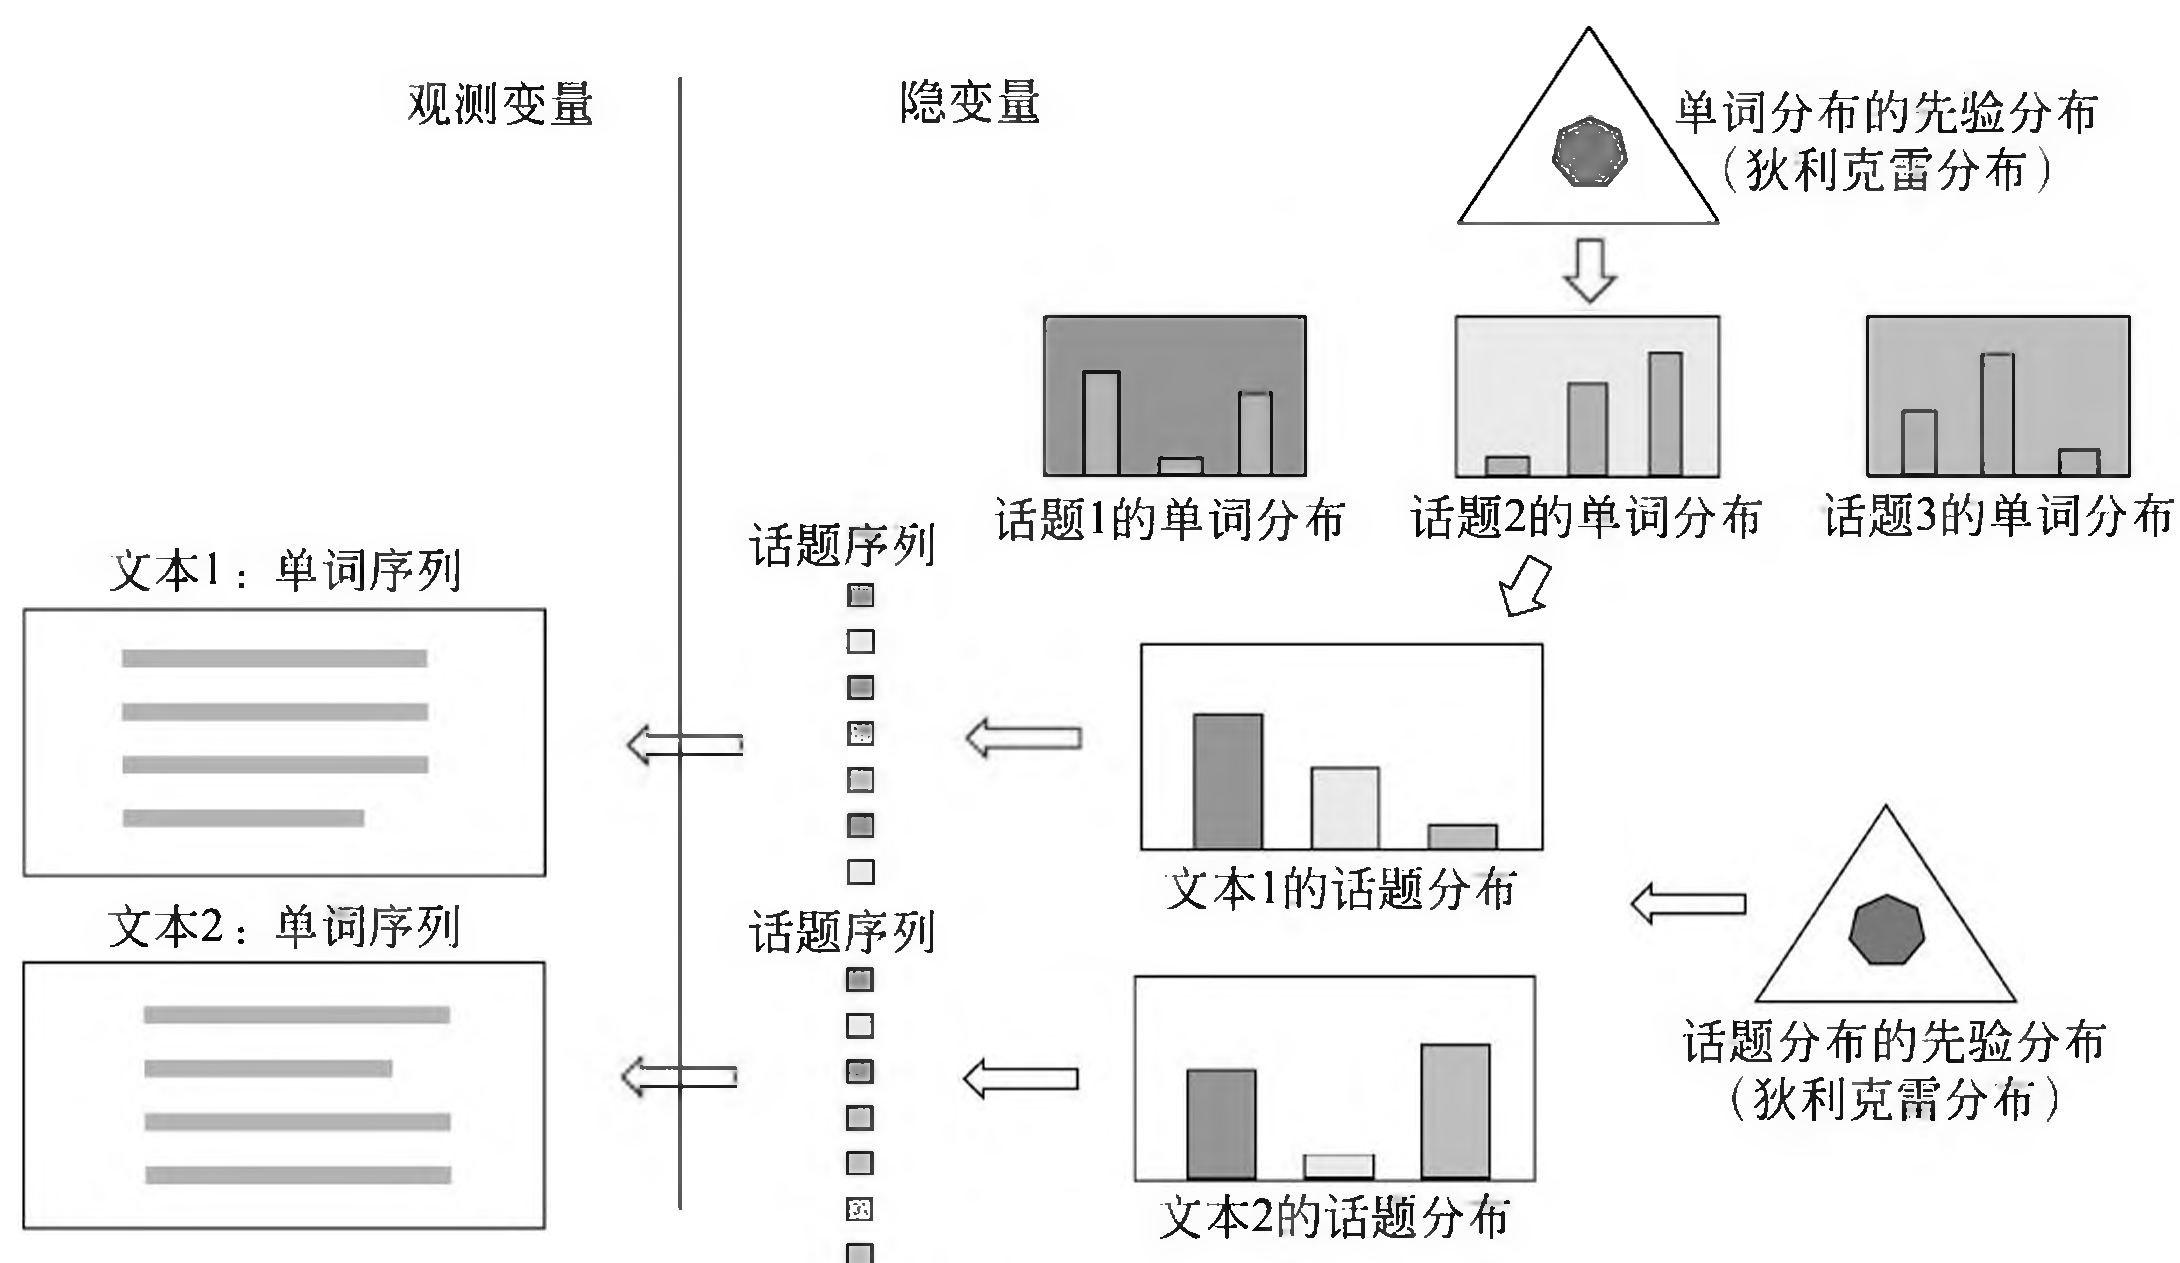 观测变量
隐变量
单词分布的先验分布
（狄利克雷分布）
话题1的单词分布
话题2的单词分布
话题3的单词分布
话题序列
文本1：单词序列
文本1的话题分布
话题序列
文本2：单词序列
话题分布的先验分布
（狄利克雷分布）
文本2的话题分布